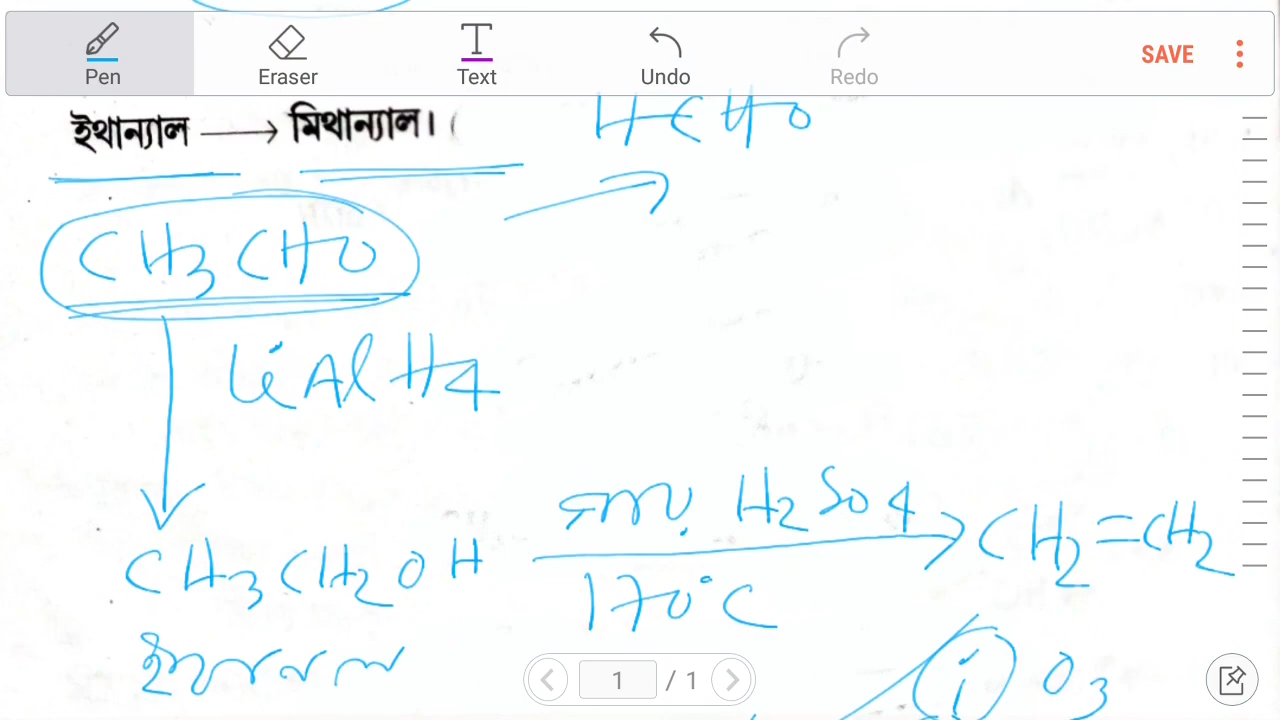 Pen Eraser Text Undo Redo SAVE
ইথান্যাল ⟶ মিথান্যাল। (
HCHO
CH3CHO
LiAlH4
গাঢ় H2SO4
CH3CH2OH CH2=CH2
170°C
ইথানল
(i) O3
1 / 1